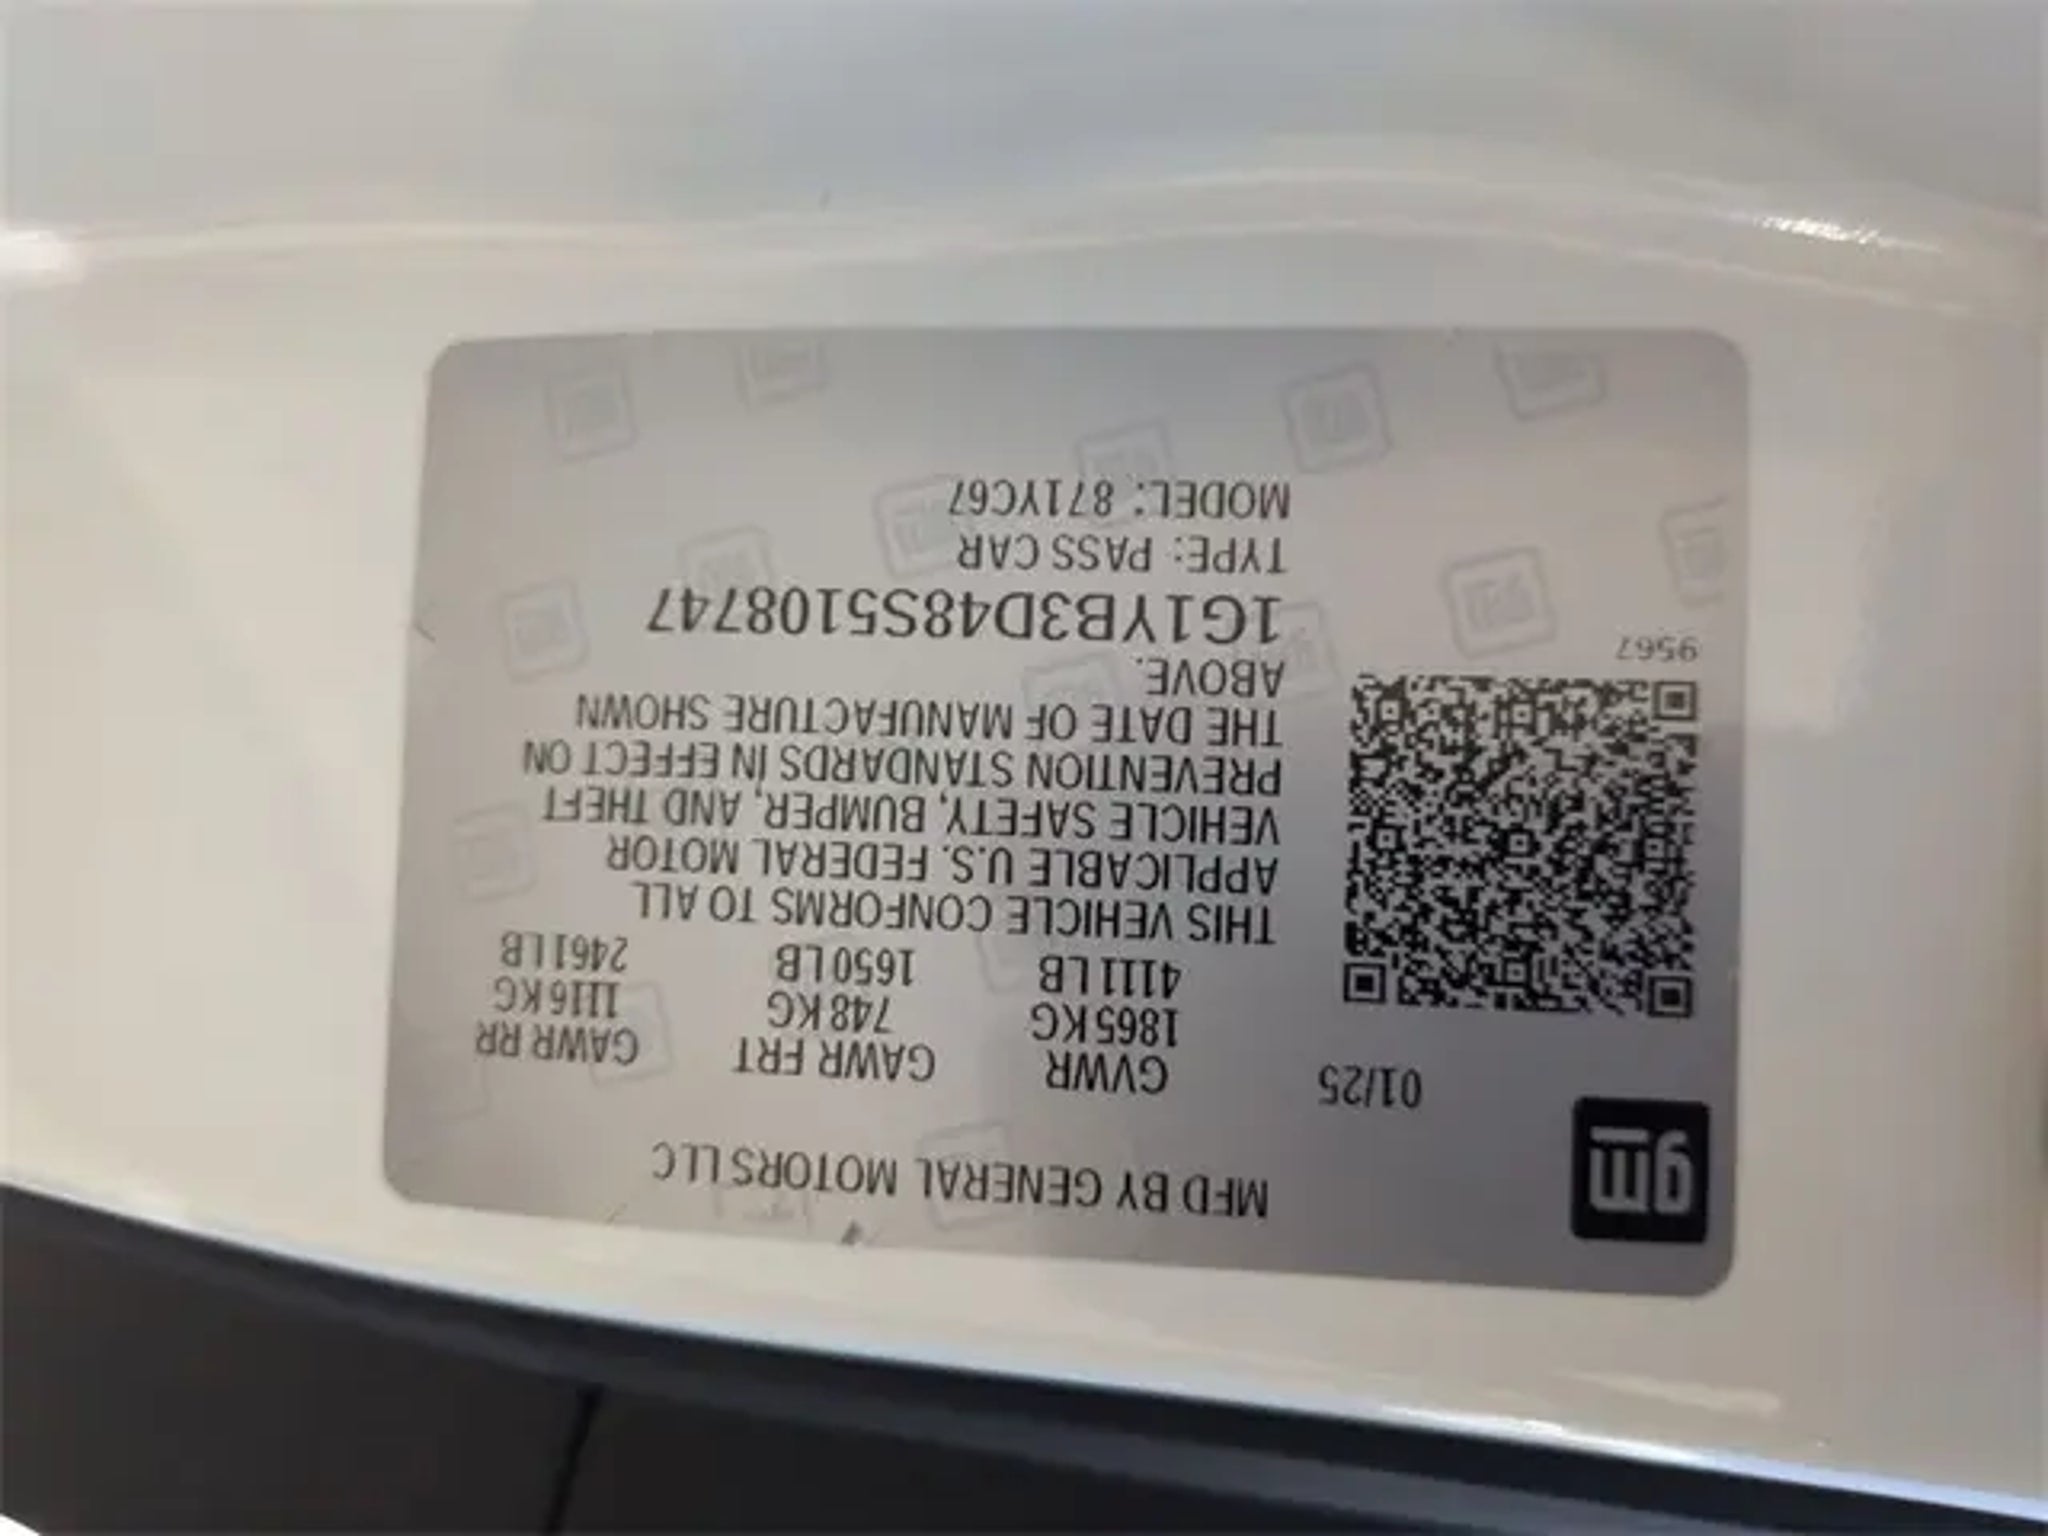 gm
MFD BY GENERAL MOTORS LLC
01/25
GVWR GAWR FRT GAWR RR
1865 KG 748 KG 1116 KG
4111 LB 1650 LB 2461 LB
THIS VEHICLE CONFORMS TO ALL
APPLICABLE U.S. FEDERAL MOTOR
VEHICLE SAFETY, BUMPER, AND THEFT
PREVENTION STANDARDS IN EFFECT ON
THE DATE OF MANUFACTURE SHOWN
ABOVE.
9567
1G1YB3D48S5108747
TYPE: PASS CAR
MODEL: 871YC67